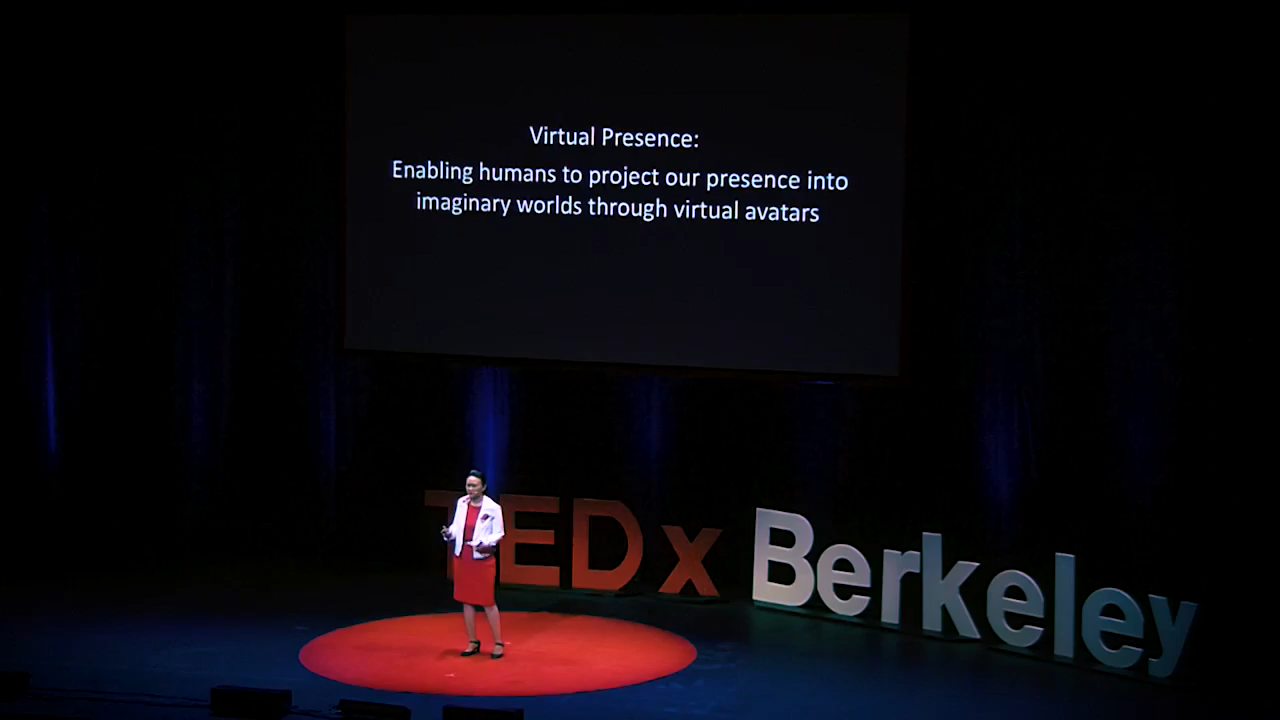 Virtual Presence:
Enabling humans to project our presence into
imaginary worlds through virtual avatars
TEDx Berkeley